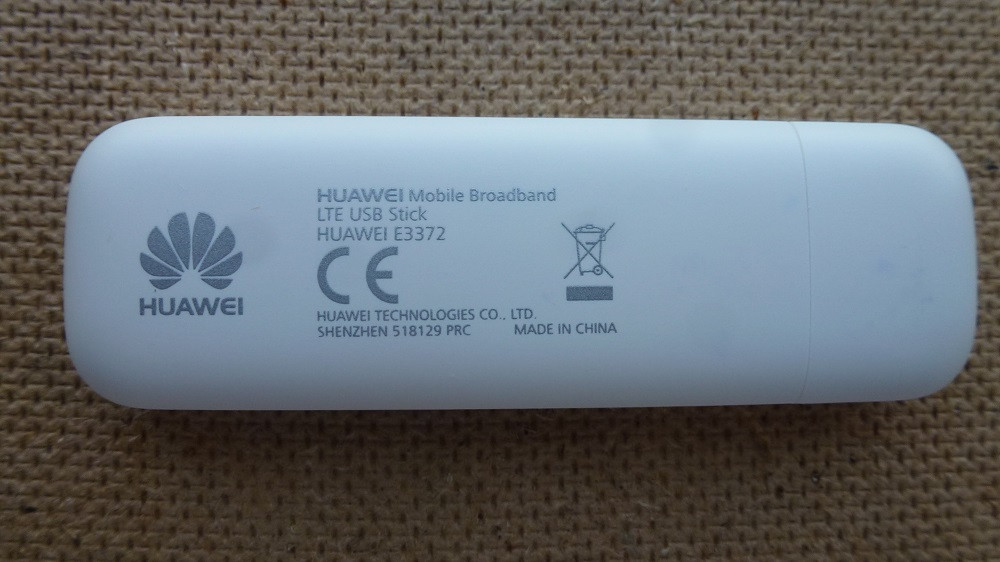 HUAWEI
HUAWEI Mobile Broadband
LTE USB Stick
HUAWEI E3372
CE
HUAWEI TECHNOLOGIES CO., LTD.
SHENZHEN 518129 PRC MADE IN CHINA